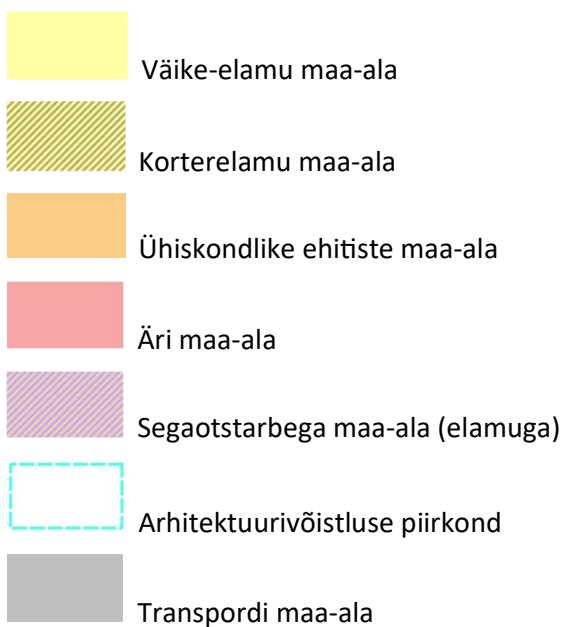 Väike-elamu maa-ala
Korterelamu maa-ala
Ühiskondlike ehitiste maa-ala
Äri maa-ala
Segaotstarbega maa-ala (elamuga)
Arhitektuurivõistluse piirkond
Transpordi maa-ala